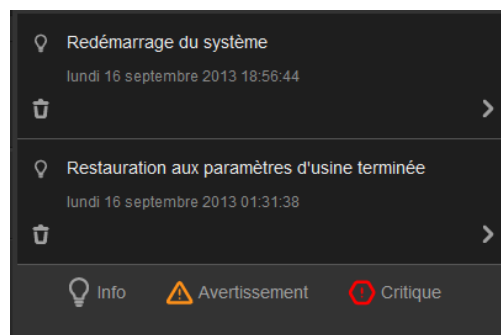 Redémarrage du système
lundi 16 septembre 2013 18:56:44
Restauration aux paramètres d'usine terminée
lundi 16 septembre 2013 01:31:38
Info Avertissement Critique